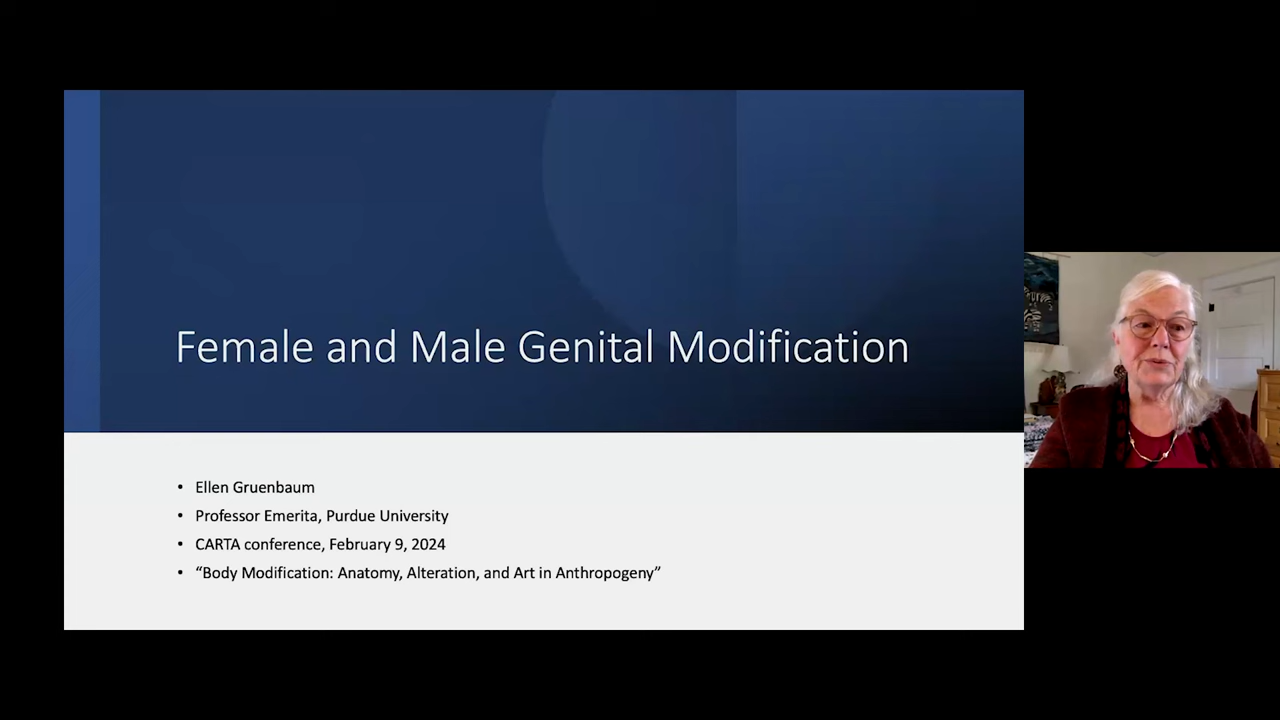 Female and Male Genital Modification
• Ellen Gruenbaum
• Professor Emerita, Purdue University
• CARTA conference, February 9, 2024
• “Body Modification: Anatomy, Alteration, and Art in Anthropogeny”